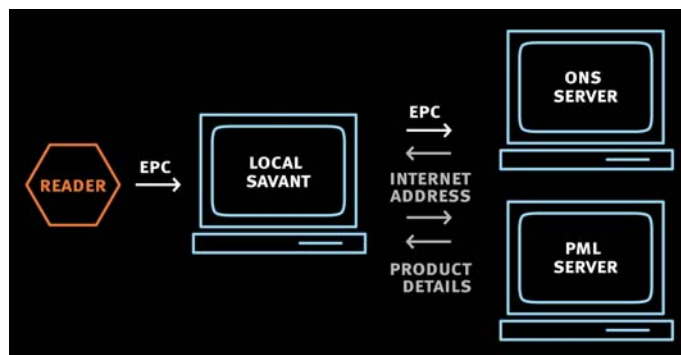 READER
EPC
LOCAL
SAVANT
EPC
INTERNET
ADDRESS
PRODUCT
DETAILS
ONS
SERVER
PML
SERVER